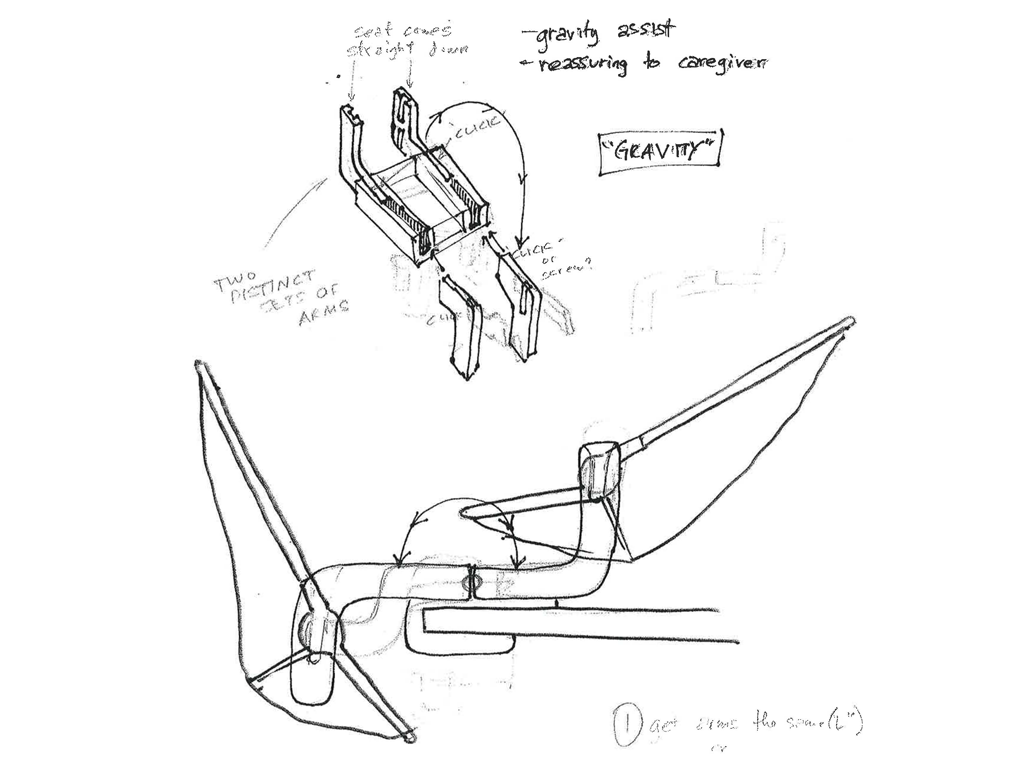 seat comes
straight down
-gravity assist
- reassuring to caregiver
"GRAVITY"
"CLICK"
TWO
DISTINCT
SETS OF
ARMS
"CLICK"
or
screw?
CLICK
1 get arms the same ("L")
or